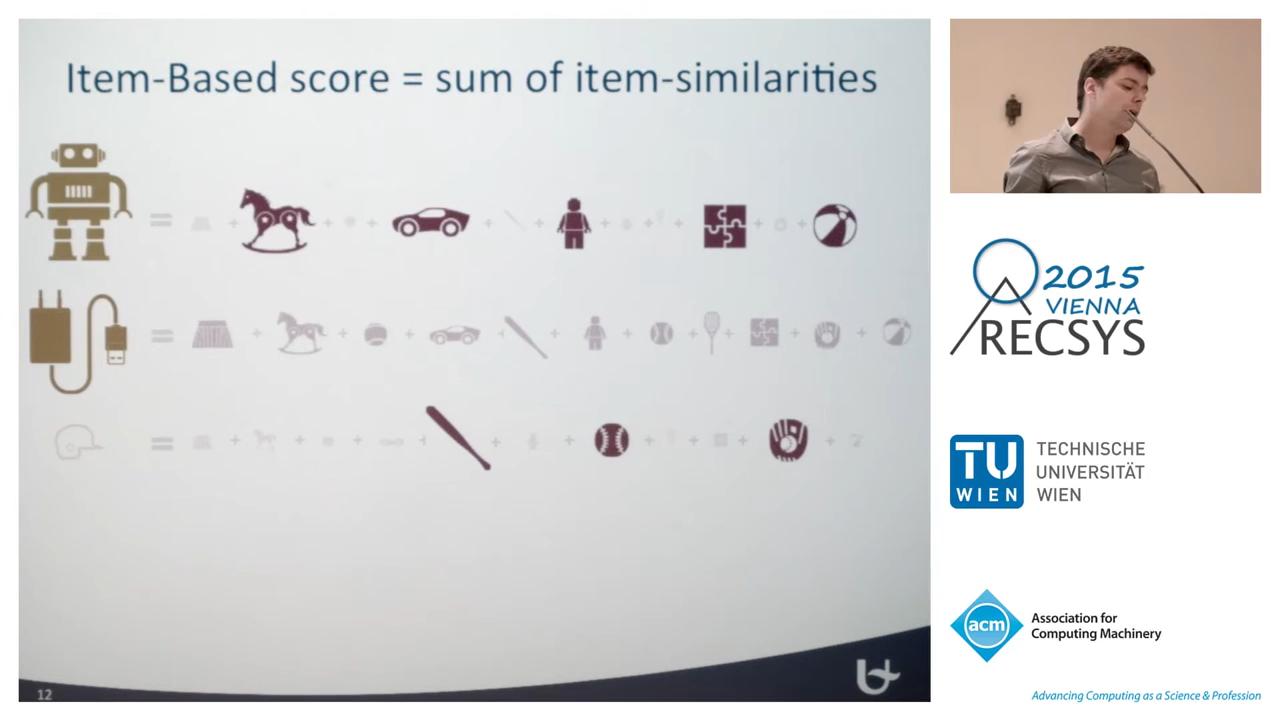 Item-Based score = sum of item-similarities
= + + + + + + + + + +
= + + + + + + + + + +
= + + + + + + + + + +
12
2015
VIENNA
RECSYS
TU
WIEN
TECHNISCHE
UNIVERSITÄT
WIEN
acm
Association for
Computing Machinery
Advancing Computing as a Science & Profession